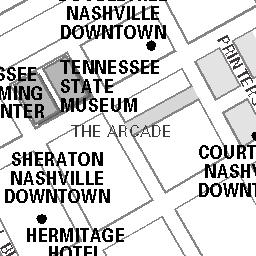 NASHVILLE
DOWNTOWN
TENNESSEE
STATE
MUSEUM
THE ARCADE
SHERATON
NASHVILLE
DOWNTOWN
HERMITAGE
HOTEL
SSEE
MING
NTER
COURT
NASHV
DOWNT
PRINTERS